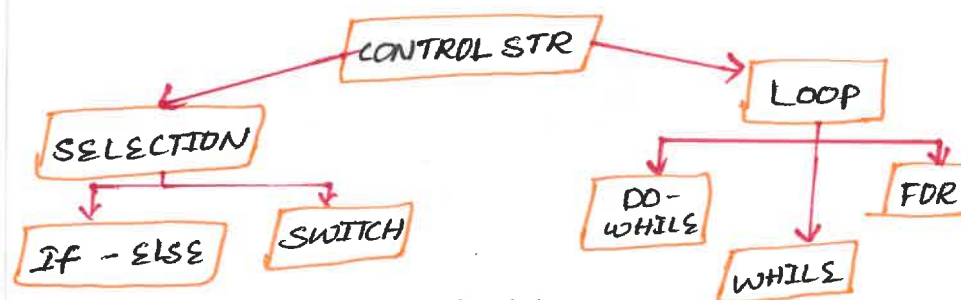 CONTROL STR
LOOP
SELECTION
If - ELSE
SWITCH
DO-
WHILE
WHILE
FOR